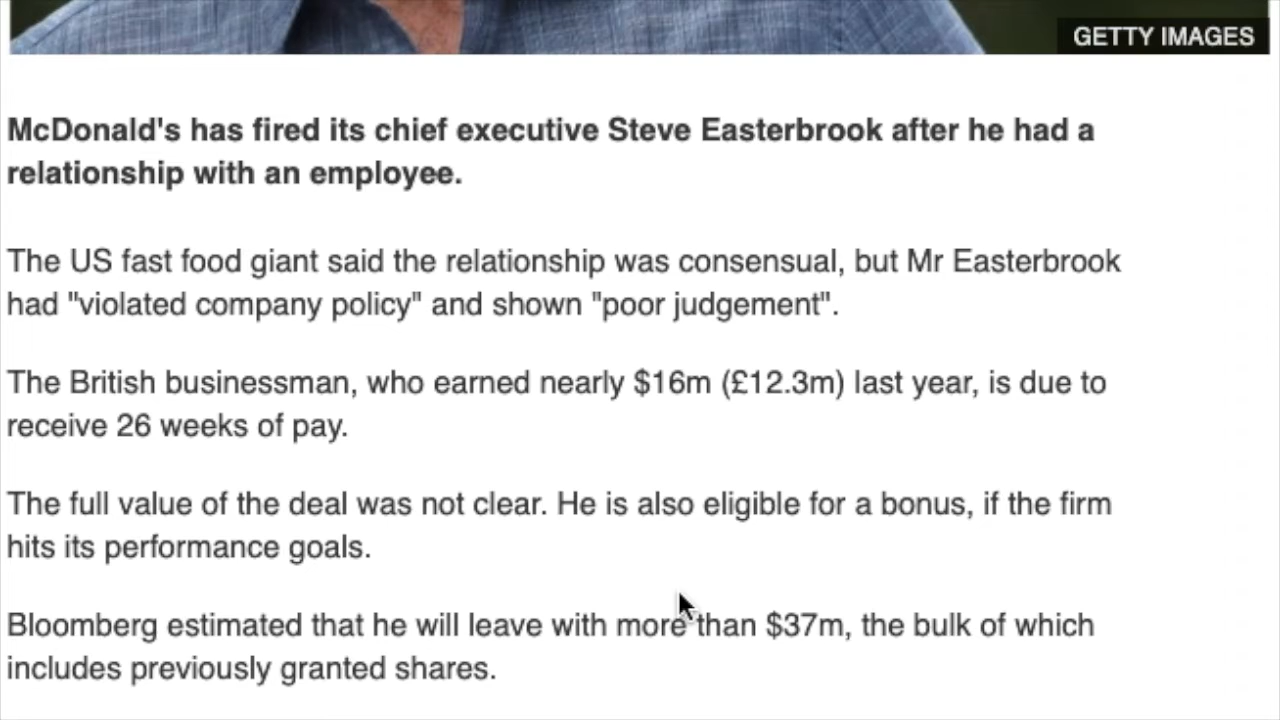 GETTY IMAGES
McDonald's has fired its chief executive Steve Easterbrook after he had a
relationship with an employee.
The US fast food giant said the relationship was consensual, but Mr Easterbrook
had "violated company policy" and shown "poor judgement".
The British businessman, who earned nearly $16m (£12.3m) last year, is due to
receive 26 weeks of pay.
The full value of the deal was not clear. He is also eligible for a bonus, if the firm
hits its performance goals.
Bloomberg estimated that he will leave with more than $37m, the bulk of which
includes previously granted shares.